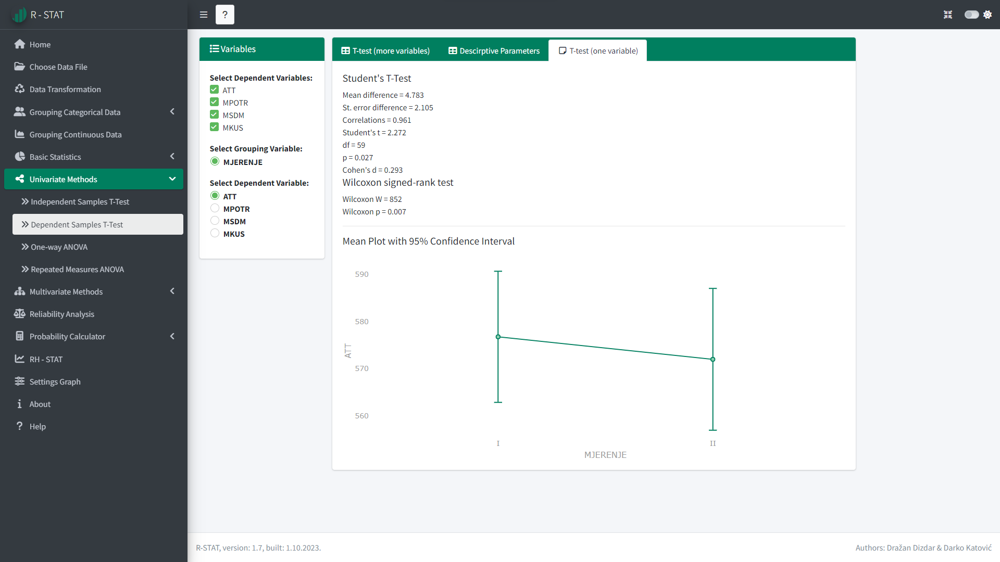 R - STAT
?
Home
Choose Data File
Data Transformation
Grouping Categorical Data
Grouping Continuous Data
Basic Statistics
Univariate Methods
Independent Samples T-Test
Dependent Samples T-Test
One-way ANOVA
Repeated Measures ANOVA
Multivariate Methods
Reliability Analysis
Probability Calculator
RH - STAT
Settings Graph
About
Help
Variables
Select Dependent Variables:
ATT
MPOTR
MSDM
MKUS
Select Grouping Variable:
MJERENJE
Select Dependent Variable:
ATT
MPOTR
MSDM
MKUS
T-test (more variables)
Descirptive Parameters
T-test (one variable)
Student's T-Test
Mean difference = 4.783
St. error difference = 2.105
Correlations = 0.961
Student's t = 2.272
df = 59
p = 0.027
Cohen's d = 0.293
Wilcoxon signed-rank test
Wilcoxon W = 852
Wilcoxon p = 0.007
Mean Plot with 95% Confidence Interval
590
580
570
560
ATT
I
II
MJERENJE
R-STAT, version: 1.7, built: 1.10.2023.
Authors: Dražan Dizdar & Darko Katović